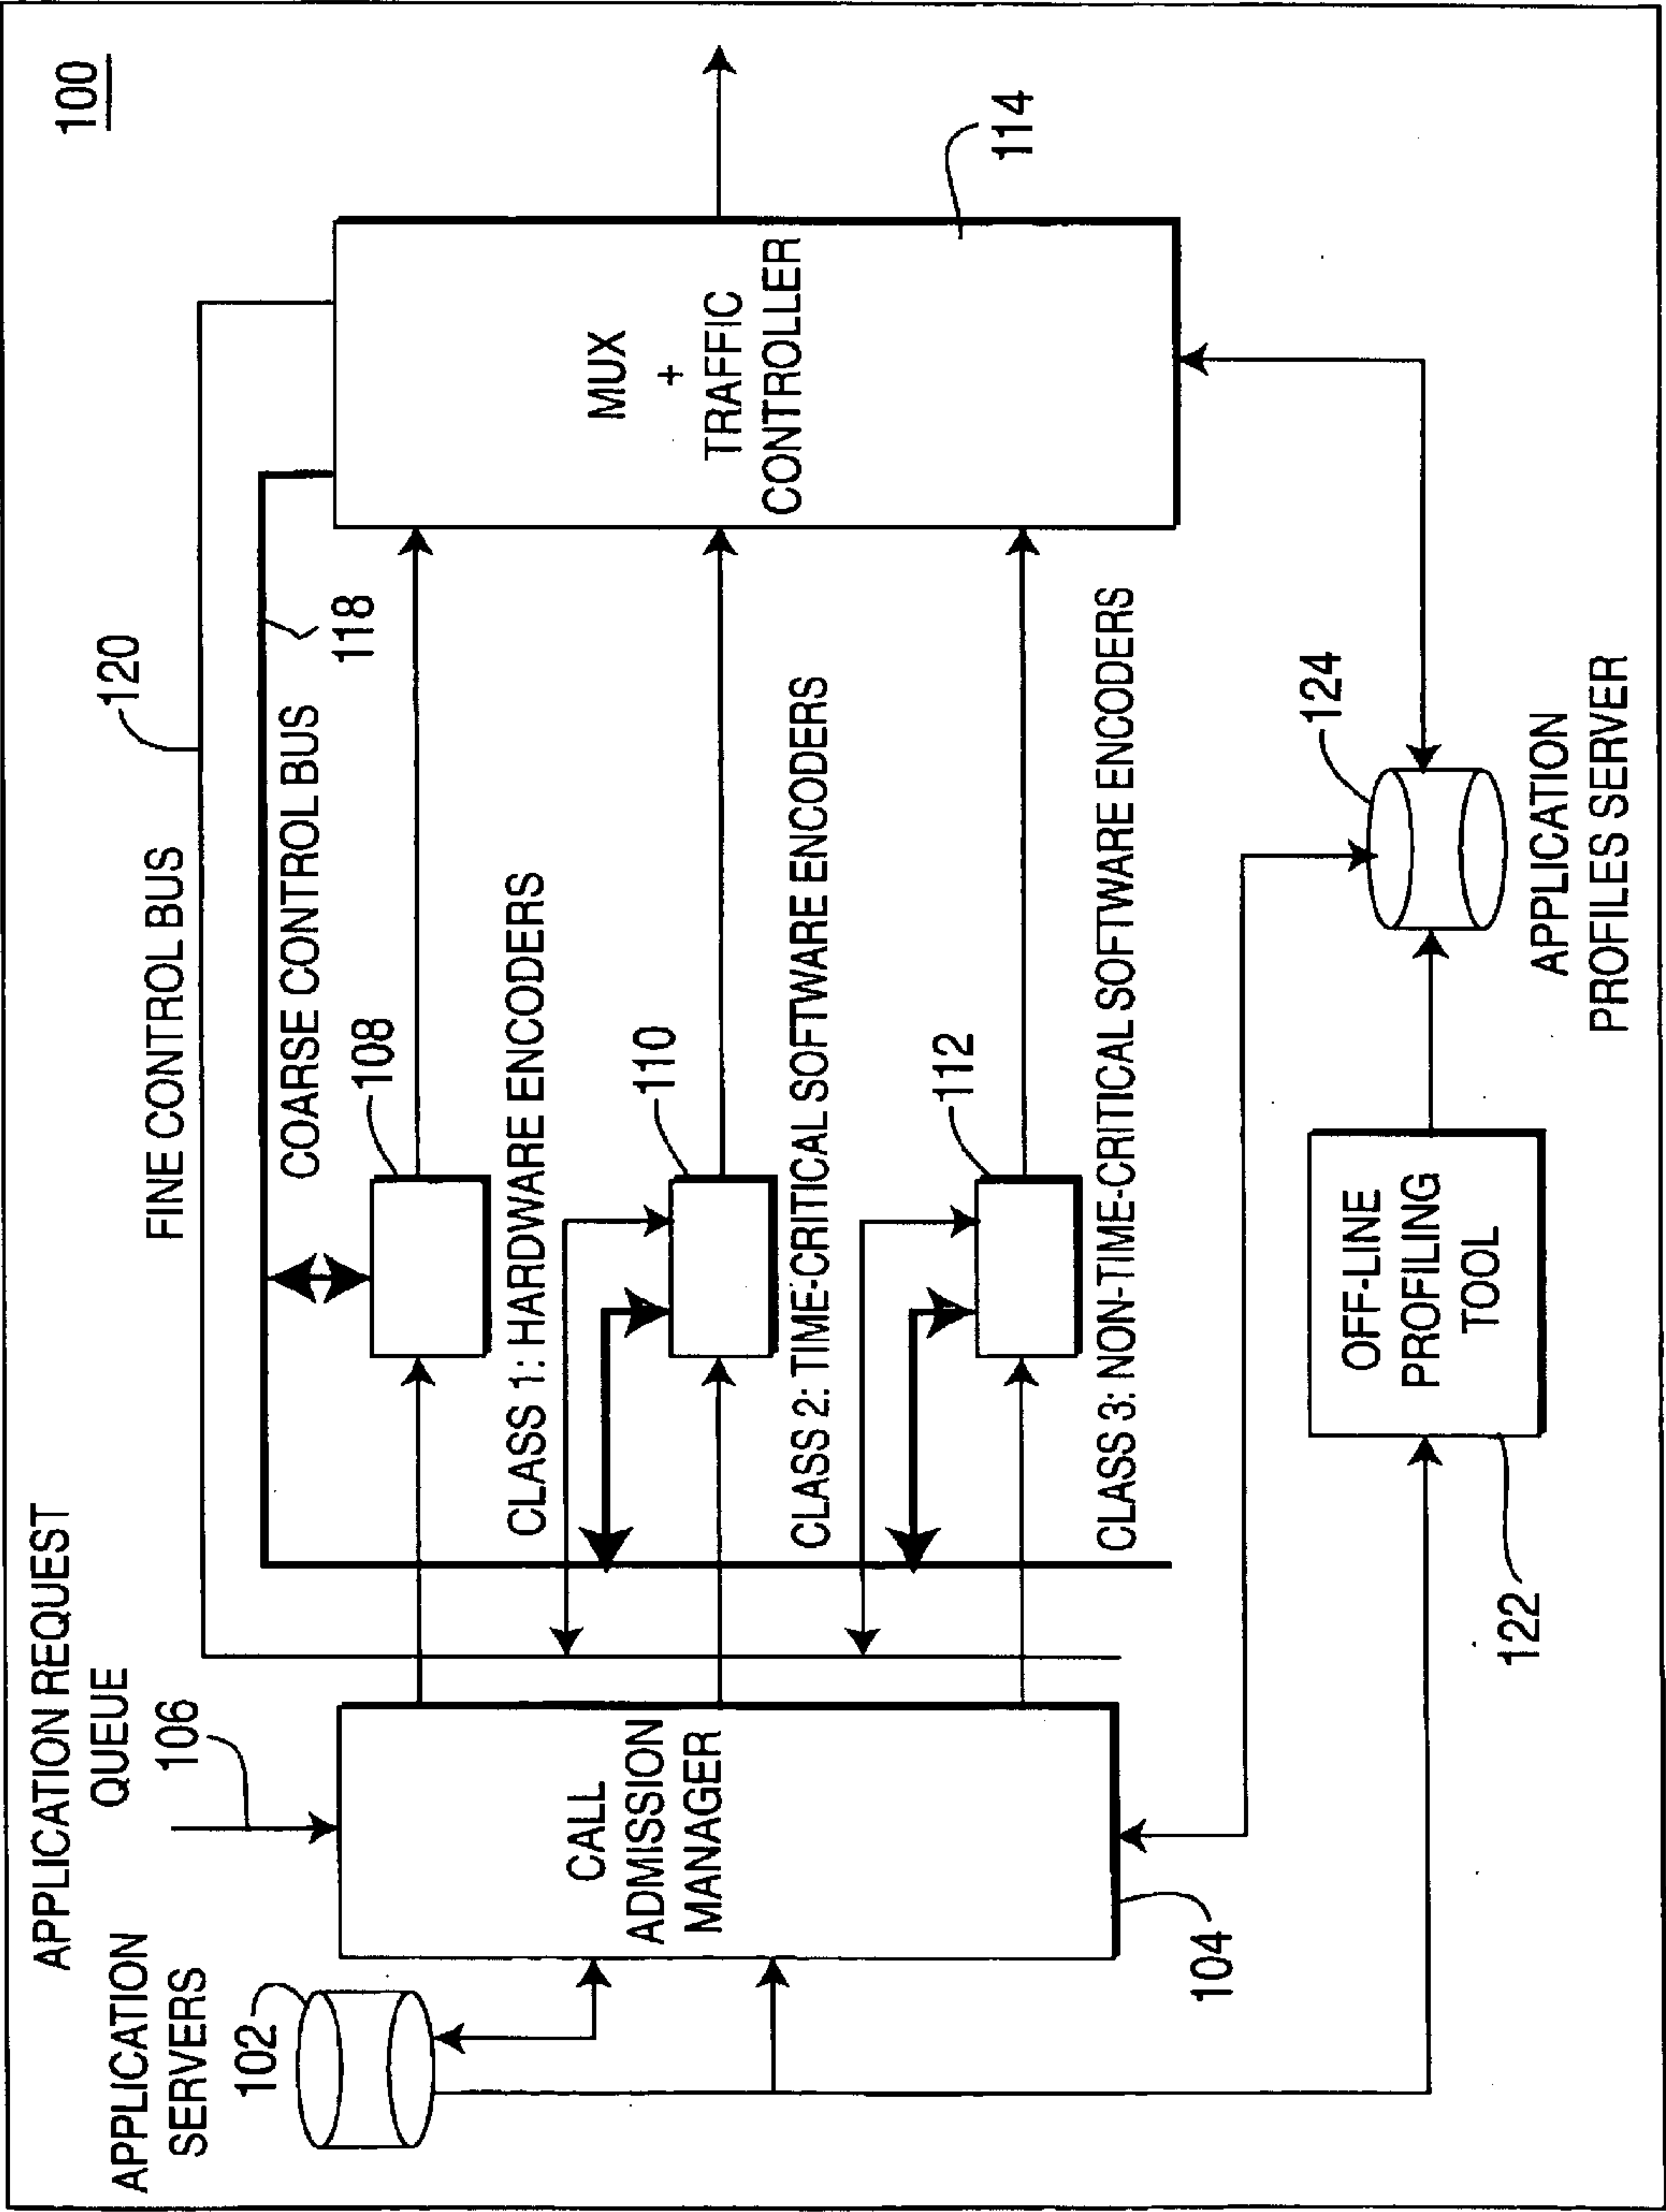 100
APPLICATION REQUEST
QUEUE
106
APPLICATION
SERVERS
102
CALL
ADMISSION
MANAGER
104
FINE CONTROL BUS
120
COARSE CONTROL BUS
118
108
CLASS 1: HARDWARE ENCODERS
110
CLASS 2: TIME-CRITICAL SOFTWARE ENCODERS
112
CLASS 3: NON-TIME-CRITICAL SOFTWARE ENCODERS
MUX
+
TRAFFIC
CONTROLLER
114
OFF-LINE
PROFILING
TOOL
122
124
APPLICATION
PROFILES SERVER